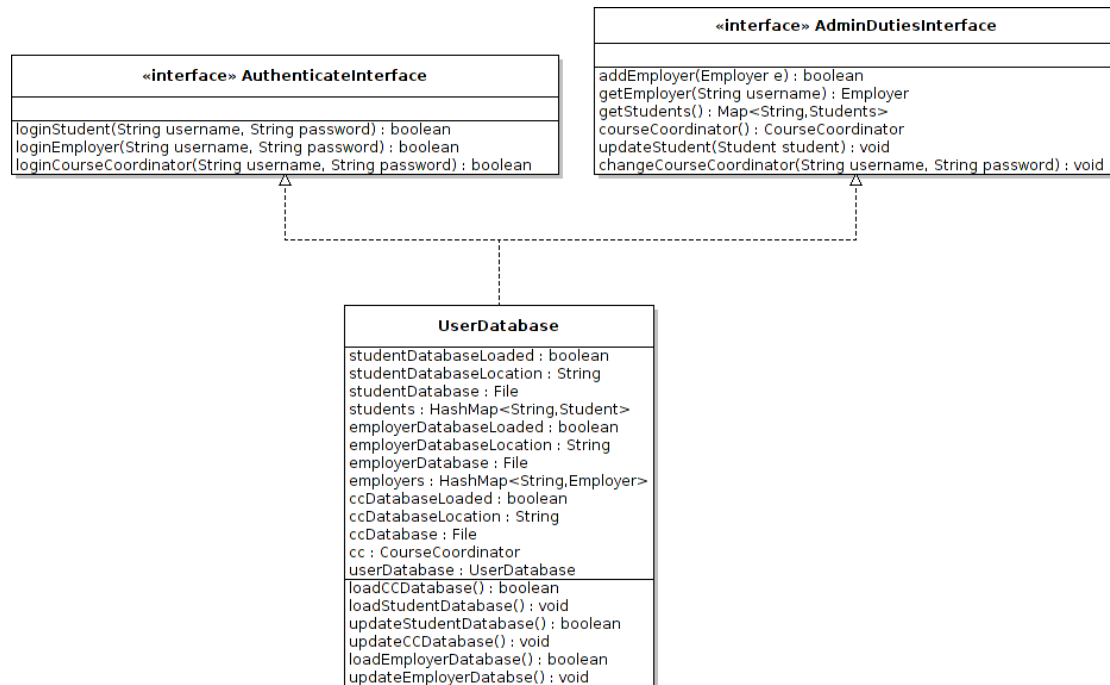 «interface» AuthenticateInterface
loginStudent(String username, String password) : boolean
loginEmployer(String username, String password) : boolean
loginCourseCoordinator(String username, String password) : boolean
«interface» AdminDutiesInterface
addEmployer(Employer e) : boolean
getEmployer(String username) : Employer
getStudents() : Map<String,Students>
courseCoordinator() : CourseCoordinator
updateStudent(Student student) : void
changeCourseCoordinator(String username, String password) : void
UserDatabase
studentDatabaseLoaded : boolean
studentDatabaseLocation : String
studentDatabase : File
students : HashMap<String,Student>
employerDatabaseLoaded : boolean
employerDatabaseLocation : String
employerDatabase : File
employers : HashMap<String,Employer>
ccDatabaseLoaded : boolean
ccDatabaseLocation : String
ccDatabase : File
cc : CourseCoordinator
userDatabase : UserDatabase
loadCCDatabase() : boolean
loadStudentDatabase() : void
updateStudentDatabase() : boolean
updateCCDatabase() : void
loadEmployerDatabase() : boolean
updateEmployerDatabse() : void